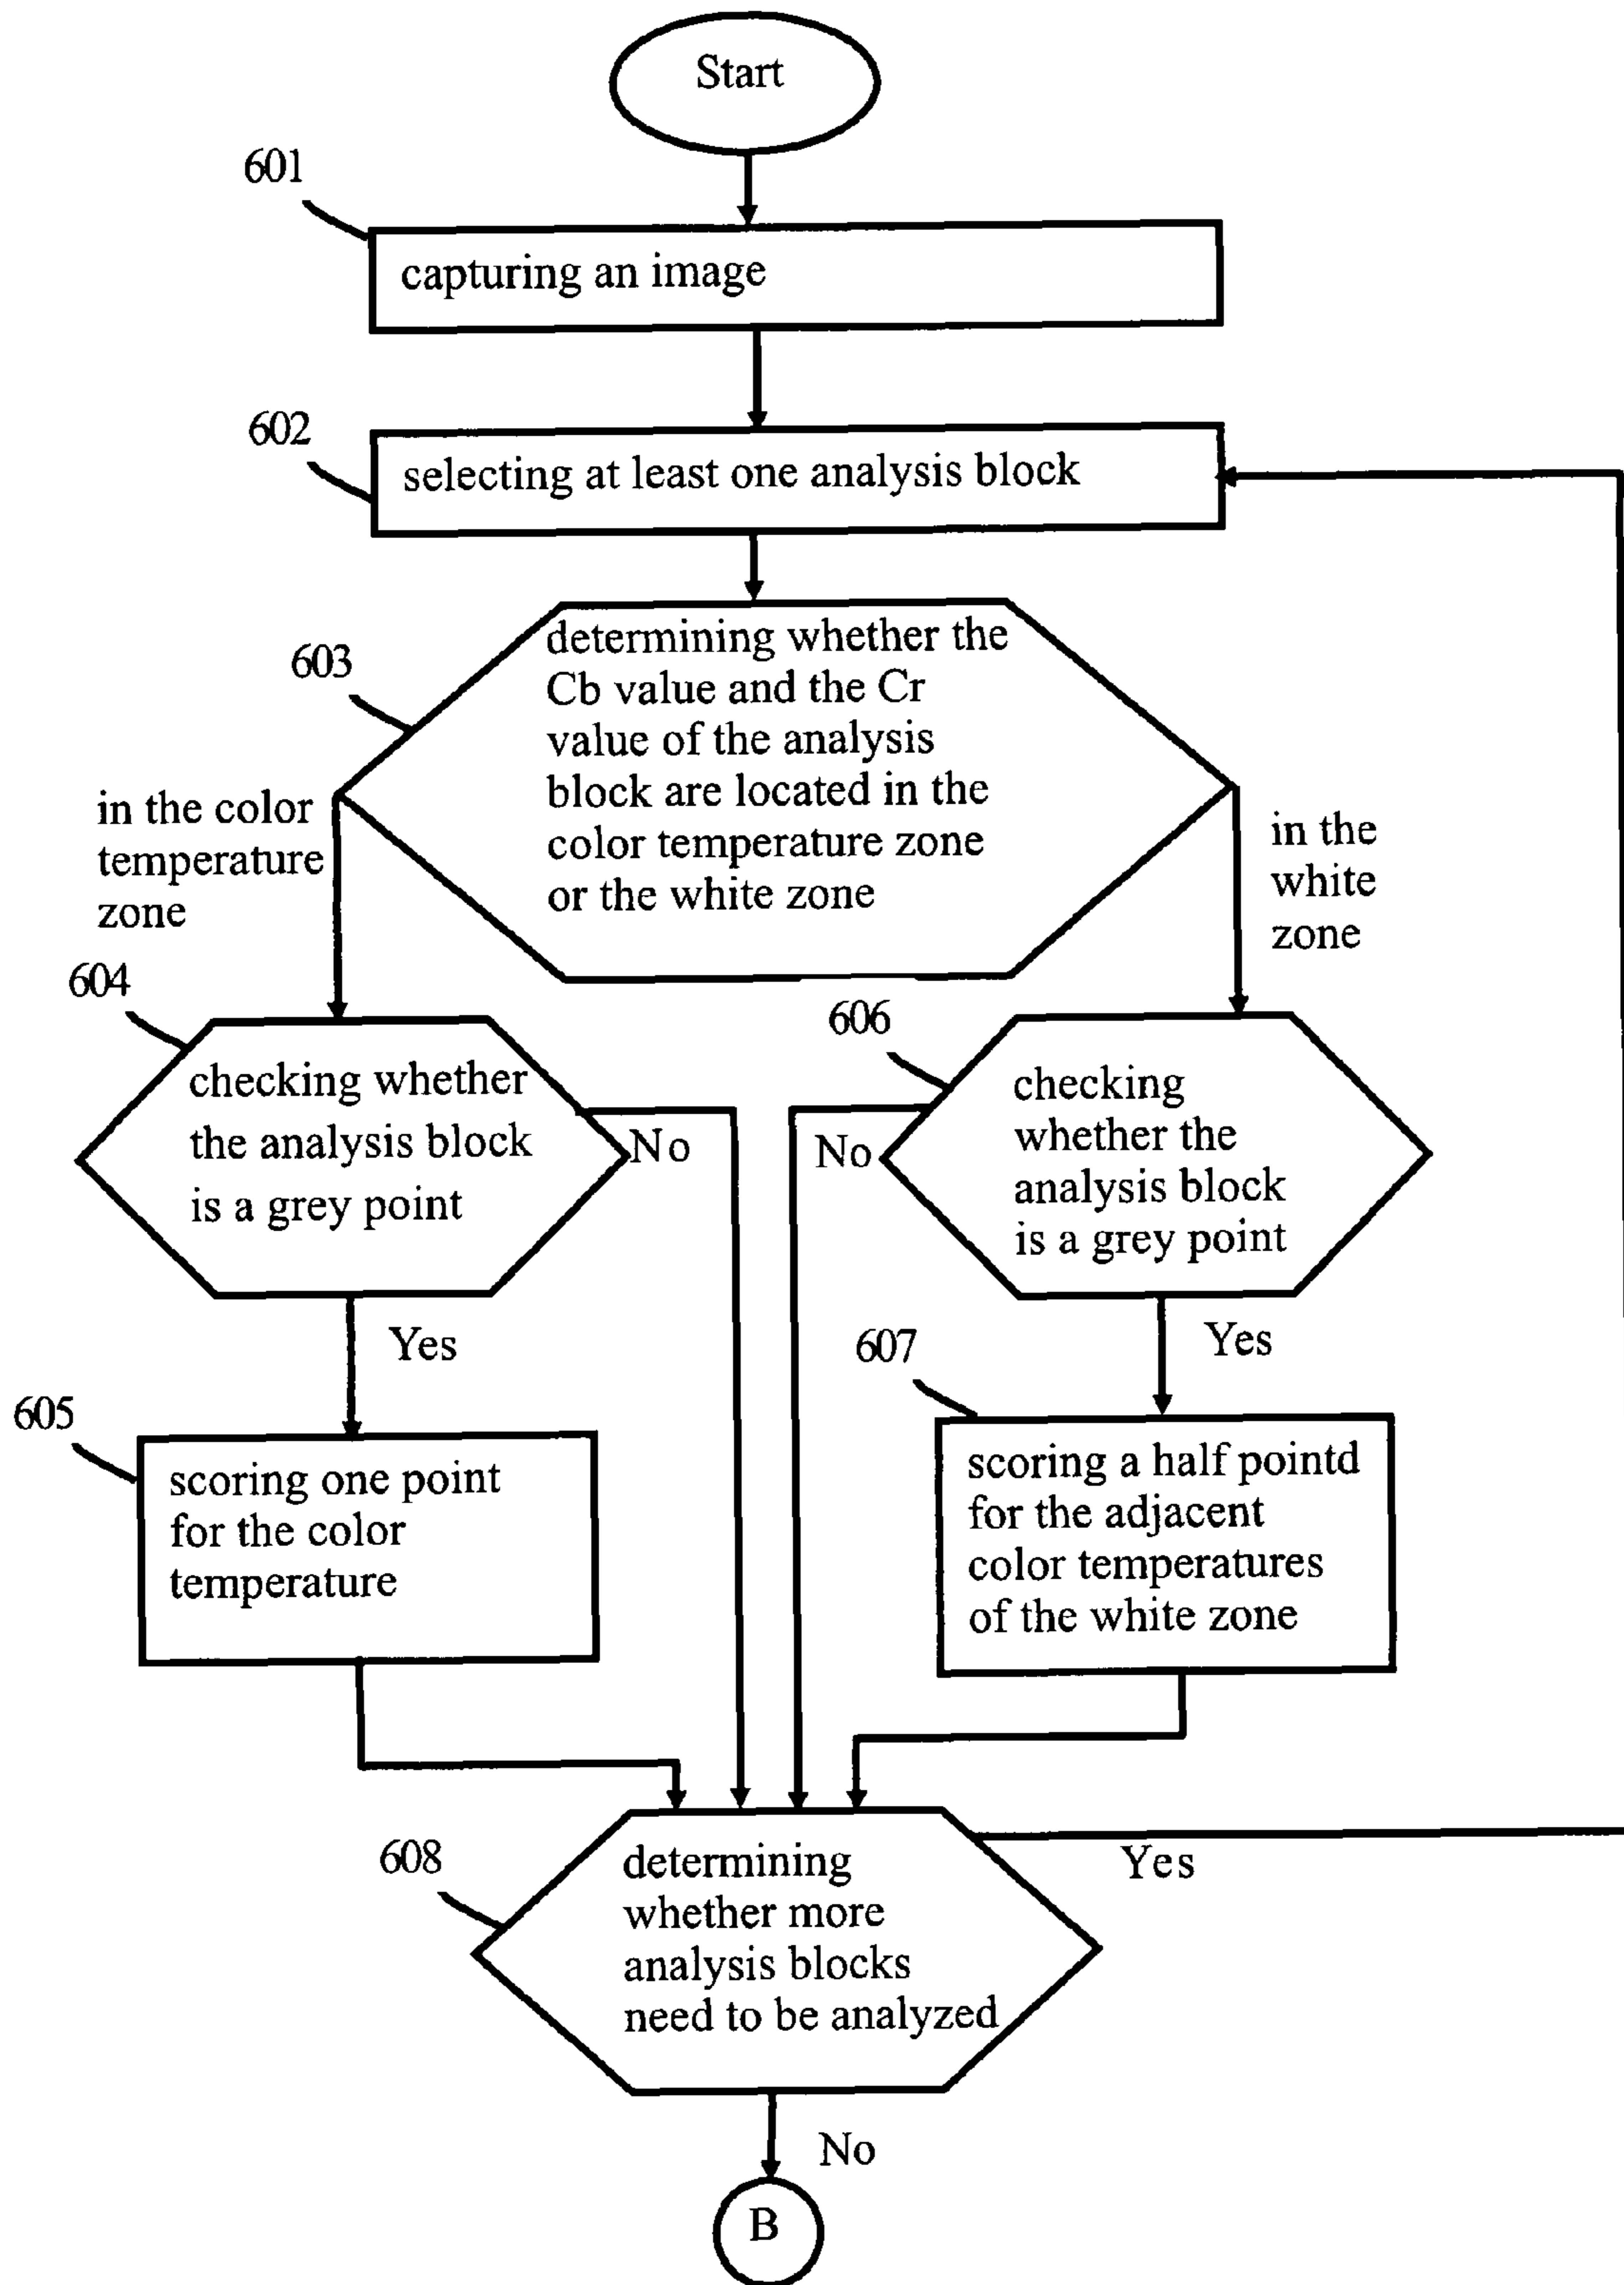 Start
601
capturing an image
602
selecting at least one analysis block
603
determining whether the
Cb value and the Cr
value of the analysis
block are located in the
color temperature zone
or the white zone
in the color
temperature
zone
in the
white
zone
604
checking whether
the analysis block
is a grey point
No
Yes
606
checking
whether the
analysis block
is a grey point
No
Yes
605
scoring one point
for the color
temperature
607
scoring a half pointd
for the adjacent
color temperatures
of the white zone
608
determining
whether more
analysis blocks
need to be analyzed
Yes
No
B